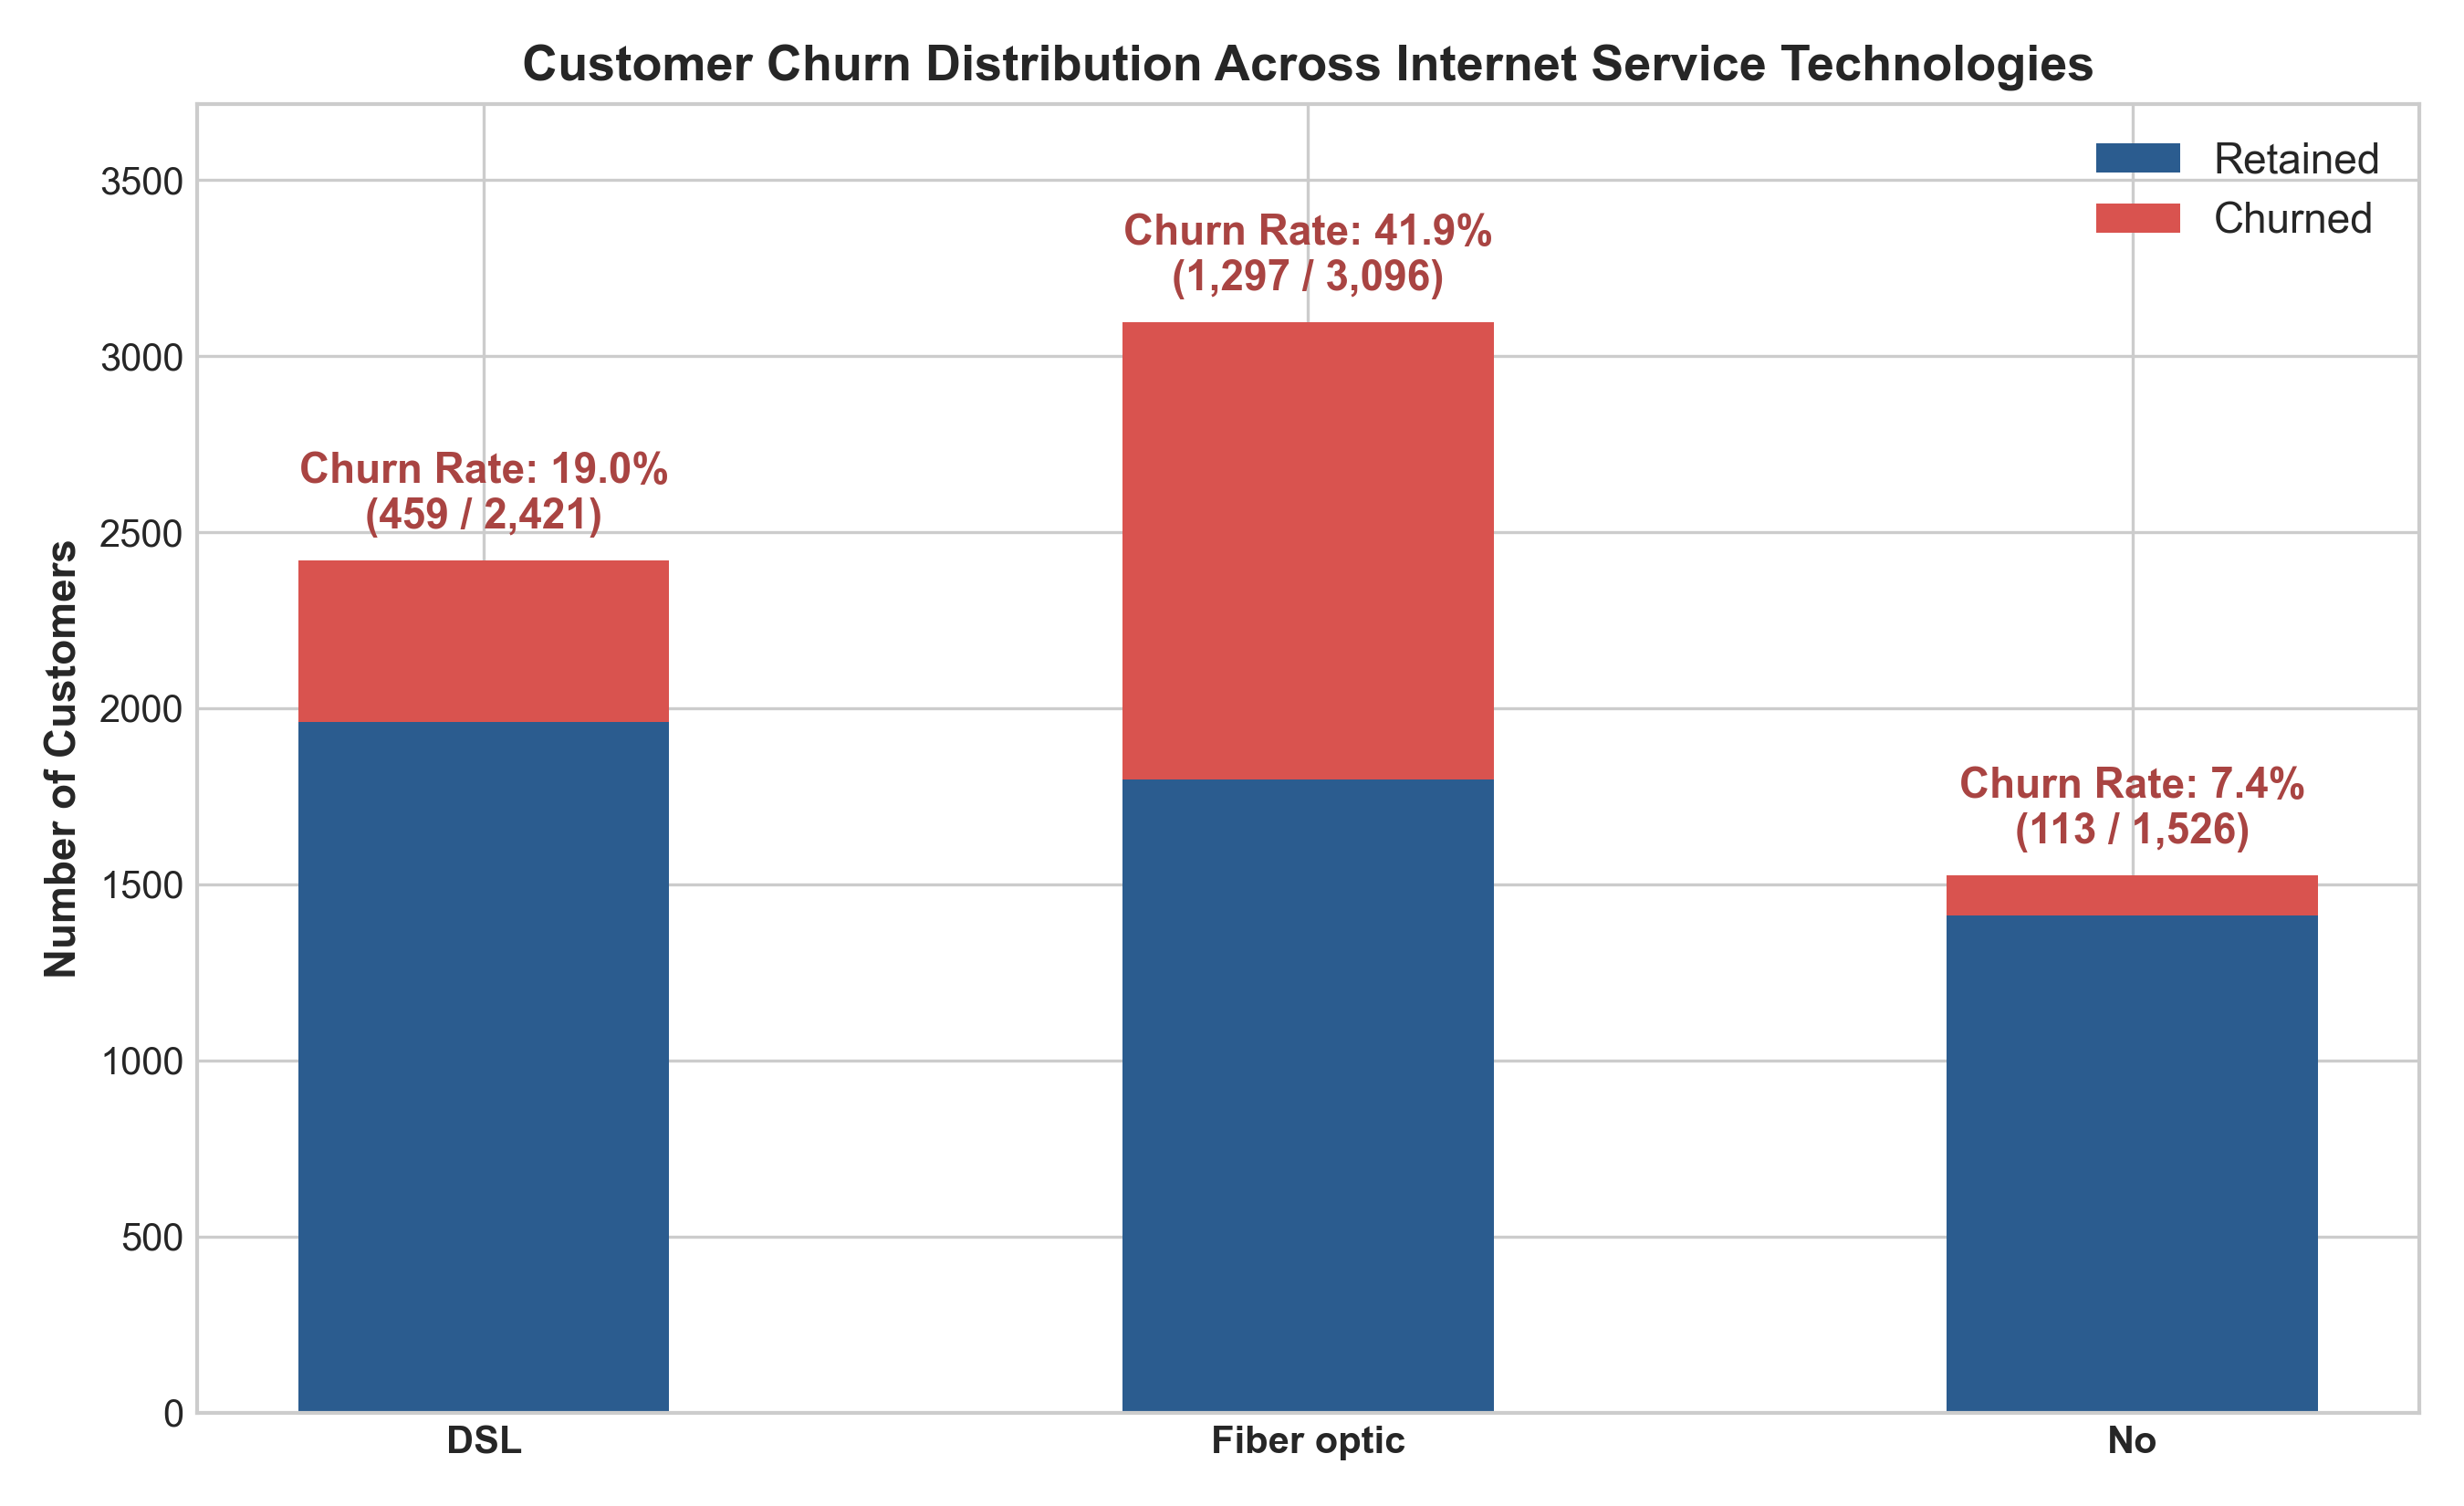 Customer Churn Distribution Across Internet Service Technologies
Retained
Churned
Churn Rate: 41.9%
(1,297 / 3,096)
Churn Rate: 19.0%
(459 / 2,421)
Churn Rate: 7.4%
(113 / 1,526)
Number of Customers
3500
3000
2500
2000
1500
1000
500
0
DSL
Fiber optic
No